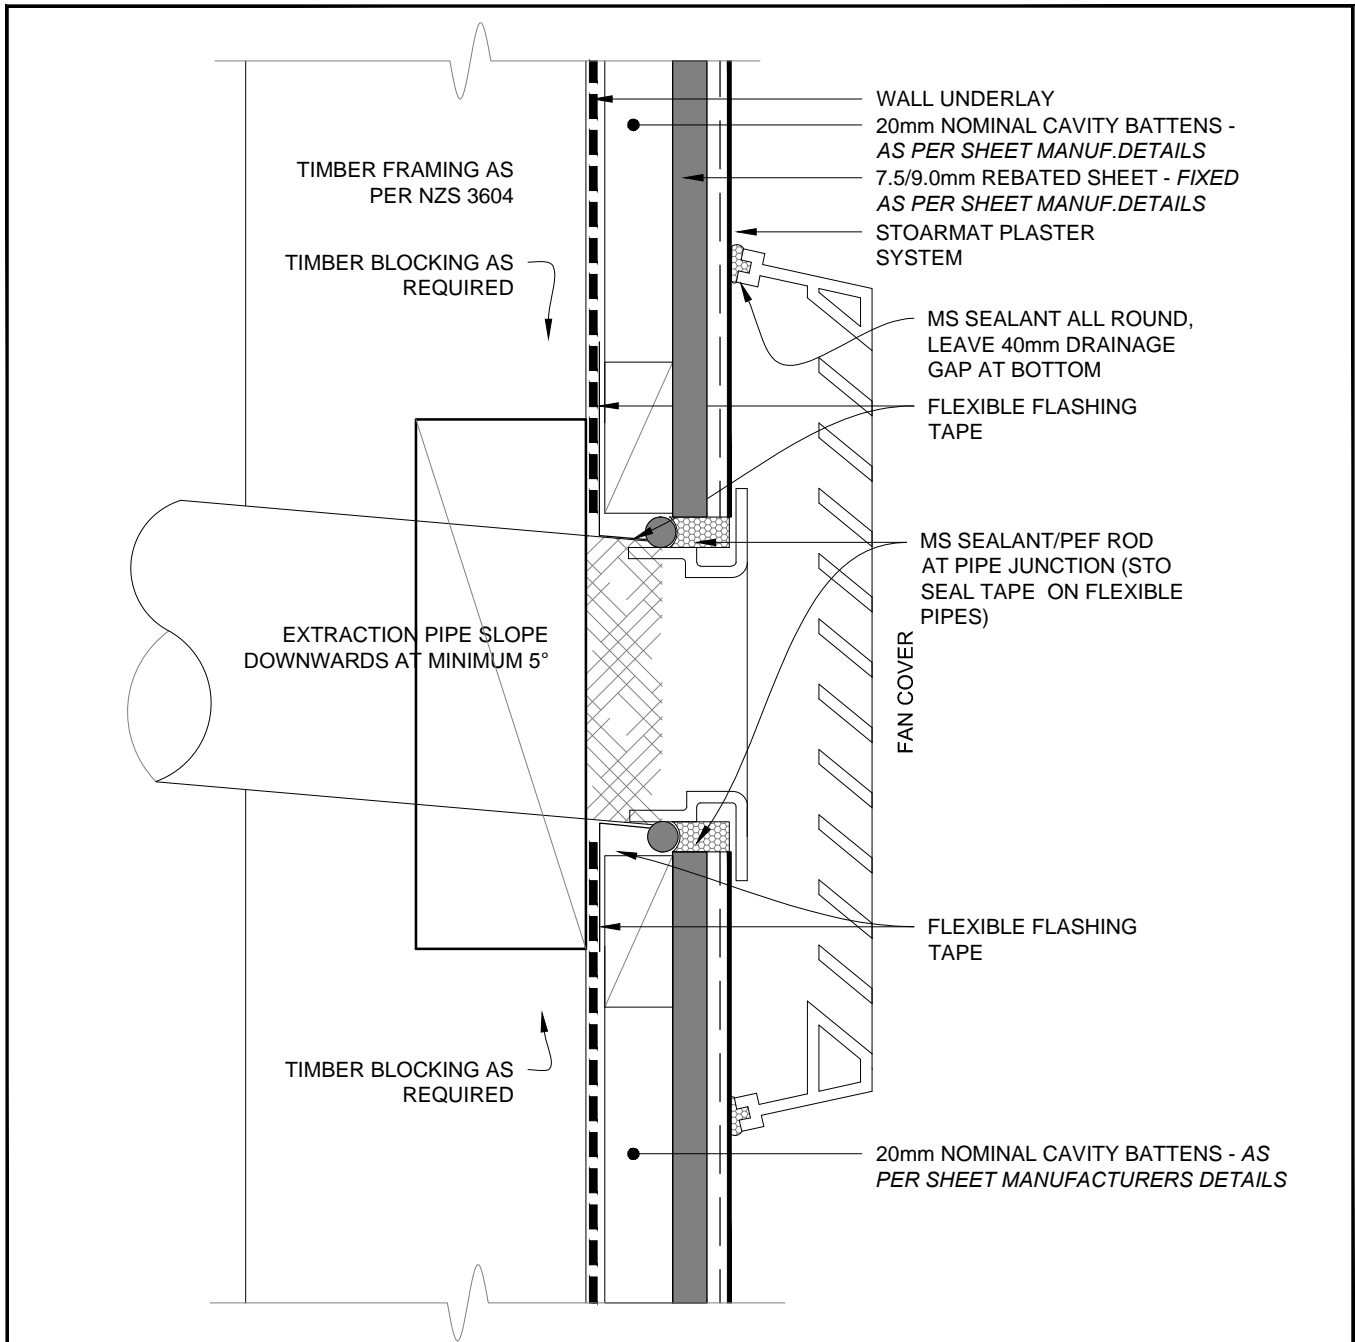 WALL UNDERLAY
20mm NOMINAL CAVITY BATTENS -
AS PER SHEET MANUF.DETAILS
7.5/9.0mm REBATED SHEET - FIXED
AS PER SHEET MANUF.DETAILS
STOARMAT PLASTER
SYSTEM
TIMBER FRAMING AS
PER NZS 3604
TIMBER BLOCKING AS
REQUIRED
MS SEALANT ALL ROUND,
LEAVE 40mm DRAINAGE
GAP AT BOTTOM
FLEXIBLE FLASHING
TAPE
MS SEALANT/PEF ROD
AT PIPE JUNCTION (STO
SEAL TAPE ON FLEXIBLE
PIPES)
EXTRACTION PIPE SLOPE
DOWNWARDS AT MINIMUM 5°
FAN COVER
FLEXIBLE FLASHING
TAPE
TIMBER BLOCKING AS
REQUIRED
20mm NOMINAL CAVITY BATTENS - AS
PER SHEET MANUFACTURERS DETAILS